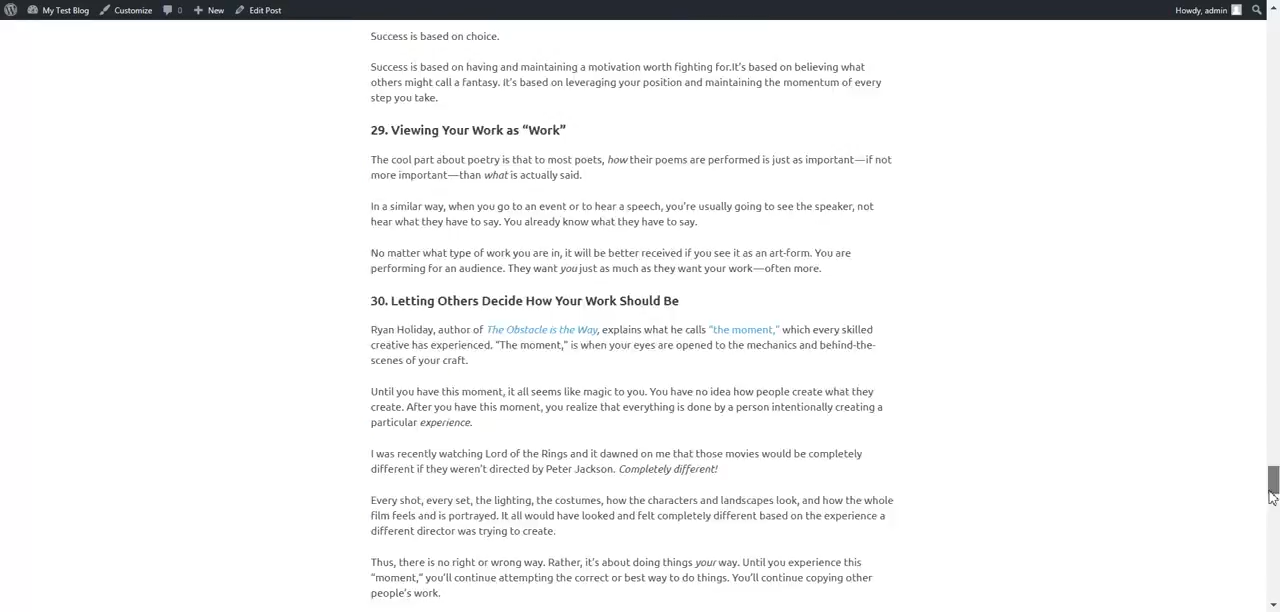 My Test Blog Customize 0 New Edit Post Howdy, admin
Success is based on choice.
Success is based on having and maintaining a motivation worth fighting for.It's based on believing what
others might call a fantasy. It's based on leveraging your position and maintaining the momentum of every
step you take.
29. Viewing Your Work as “Work”
The cool part about poetry is that to most poets, how their poems are performed is just as important—if not
more important—than what is actually said.
In a similar way, when you go to an event or to hear a speech, you’re usually going to see the speaker, not
hear what they have to say. You already know what they have to say.
No matter what type of work you are in, it will be better received if you see it as an art-form. You are
performing for an audience. They want you just as much as they want your work—often more.
30. Letting Others Decide How Your Work Should Be
Ryan Holiday, author of The Obstacle is the Way, explains what he calls “the moment,” which every skilled
creative has experienced. “The moment,” is when your eyes are opened to the mechanics and behind-the-
scenes of your craft.
Until you have this moment, it all seems like magic to you. You have no idea how people create what they
create. After you have this moment, you realize that everything is done by a person intentionally creating a
particular experience.
I was recently watching Lord of the Rings and it dawned on me that those movies would be completely
different if they weren’t directed by Peter Jackson. Completely different!
Every shot, every set, the lighting, the costumes, how the characters and landscapes look, and how the whole
film feels and is portrayed. It all would have looked and felt completely different based on the experience a
different director was trying to create.
Thus, there is no right or wrong way. Rather, it’s about doing things your way. Until you experience this
“moment,” you’ll continue attempting the correct or best way to do things. You’ll continue copying other
people’s work.